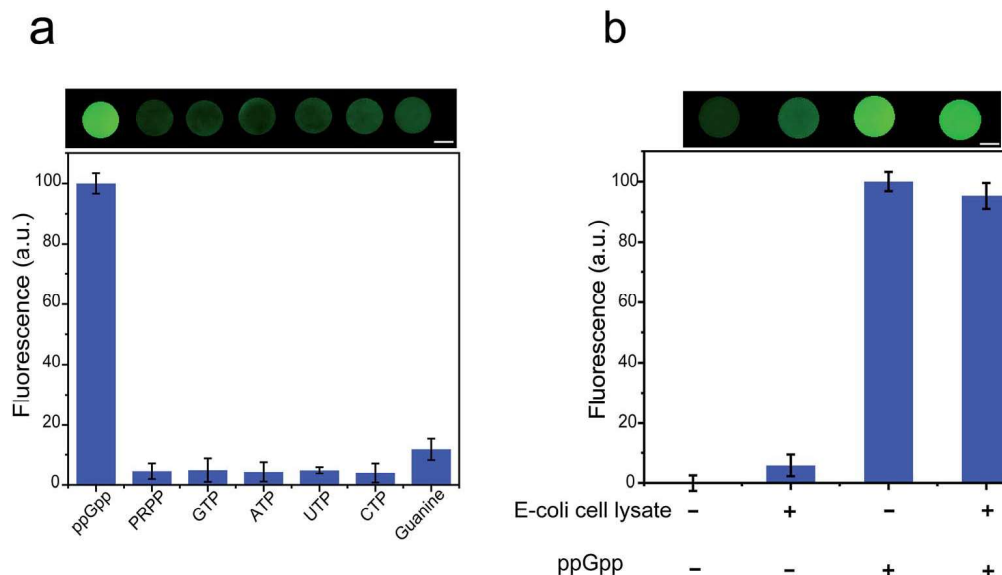 a
b
100
80
60
40
20
0
Fluorescence (a.u.)
ppGpp
PRPP
GTP
ATP
UTP
CTP
Guanine
100
80
60
40
20
0
Fluorescence (a.u.)
E-coli cell lysate - + - +
ppGpp - - + +